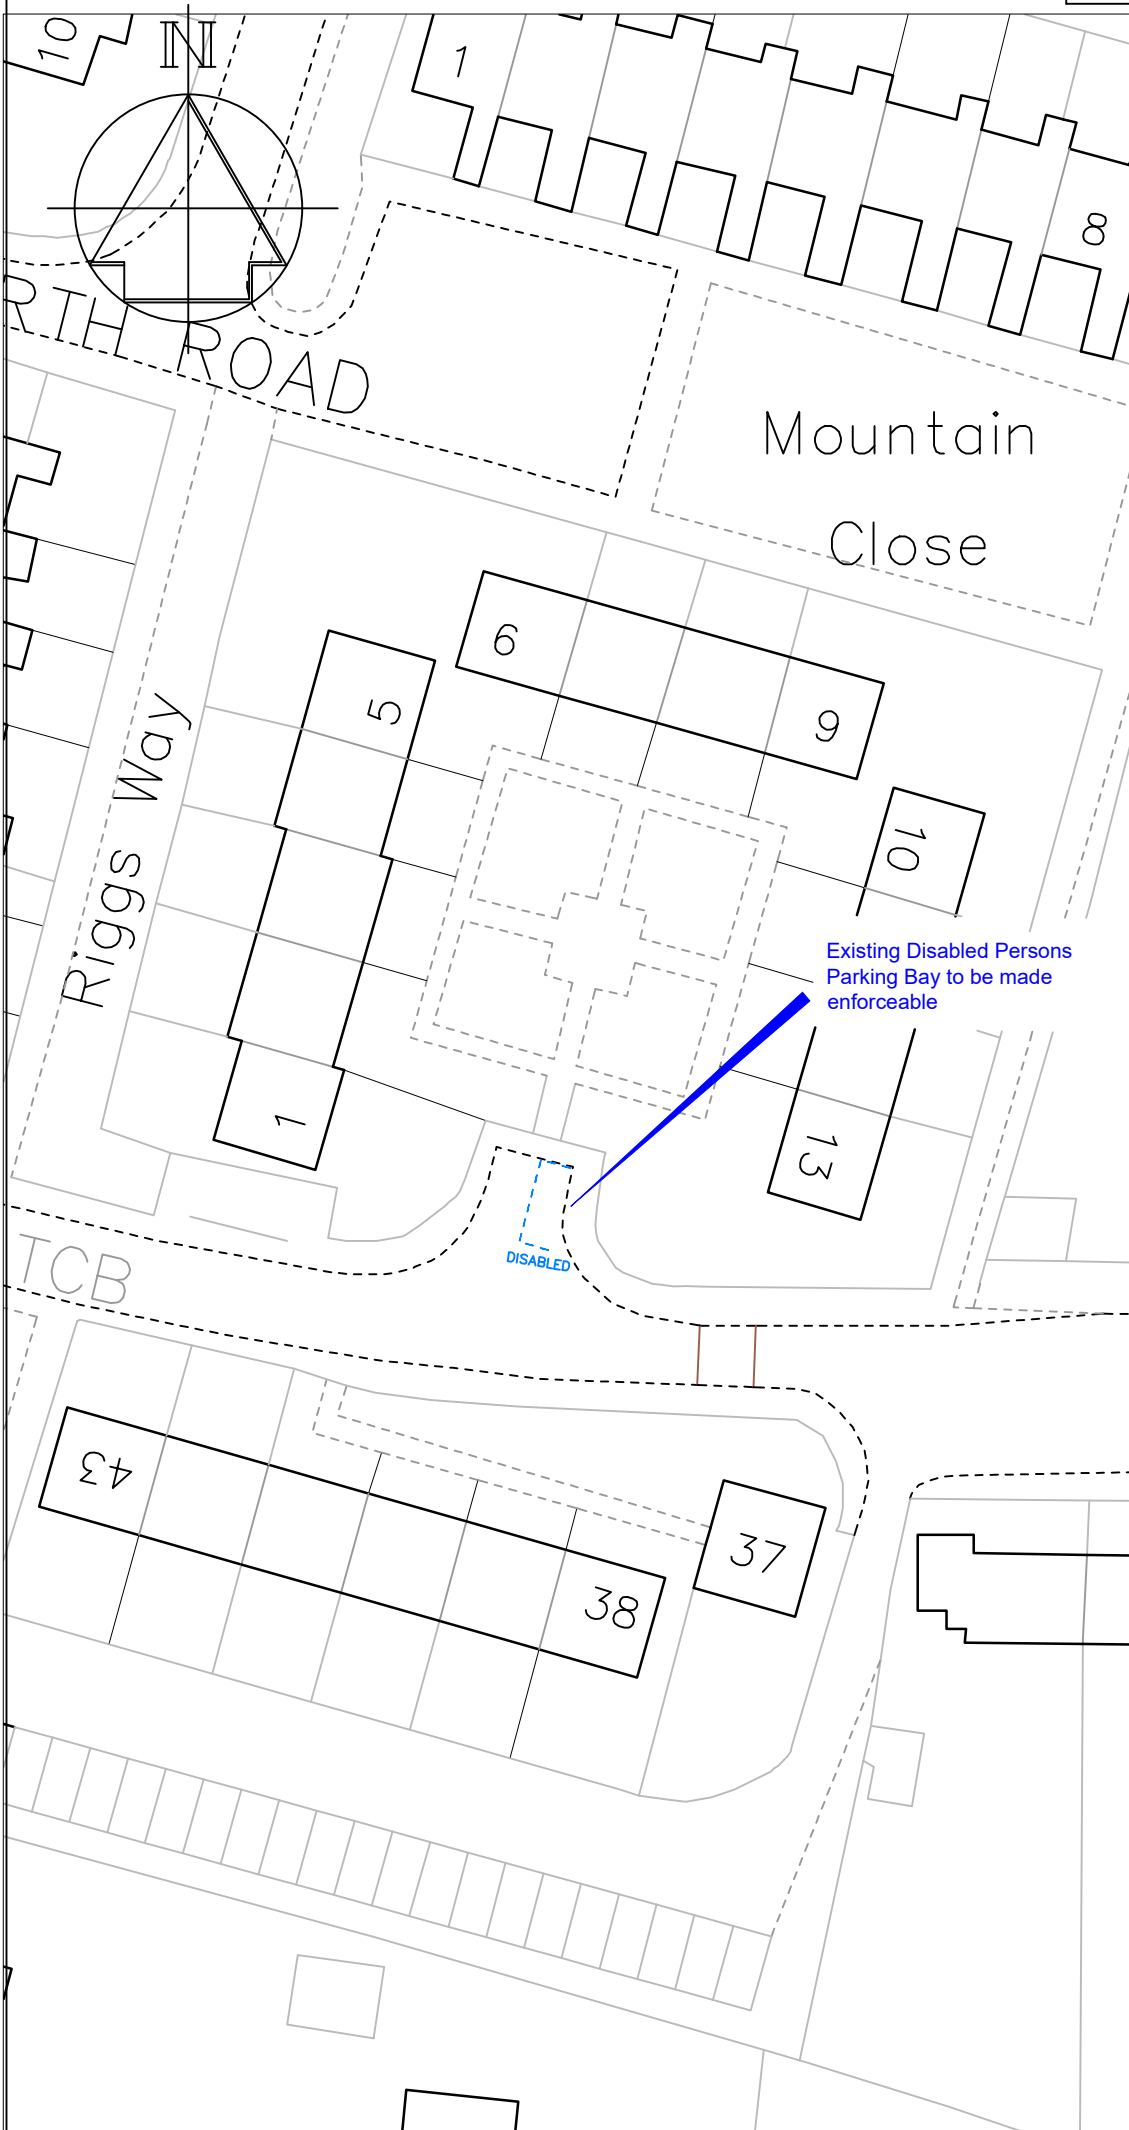 10
N
1
8
RTH ROAD
Mountain
Close
6
5
9
Riggs Way
10
Existing Disabled Persons
Parking Bay to be made
enforceable
1
13
TCB
DISABLED
43
37
38